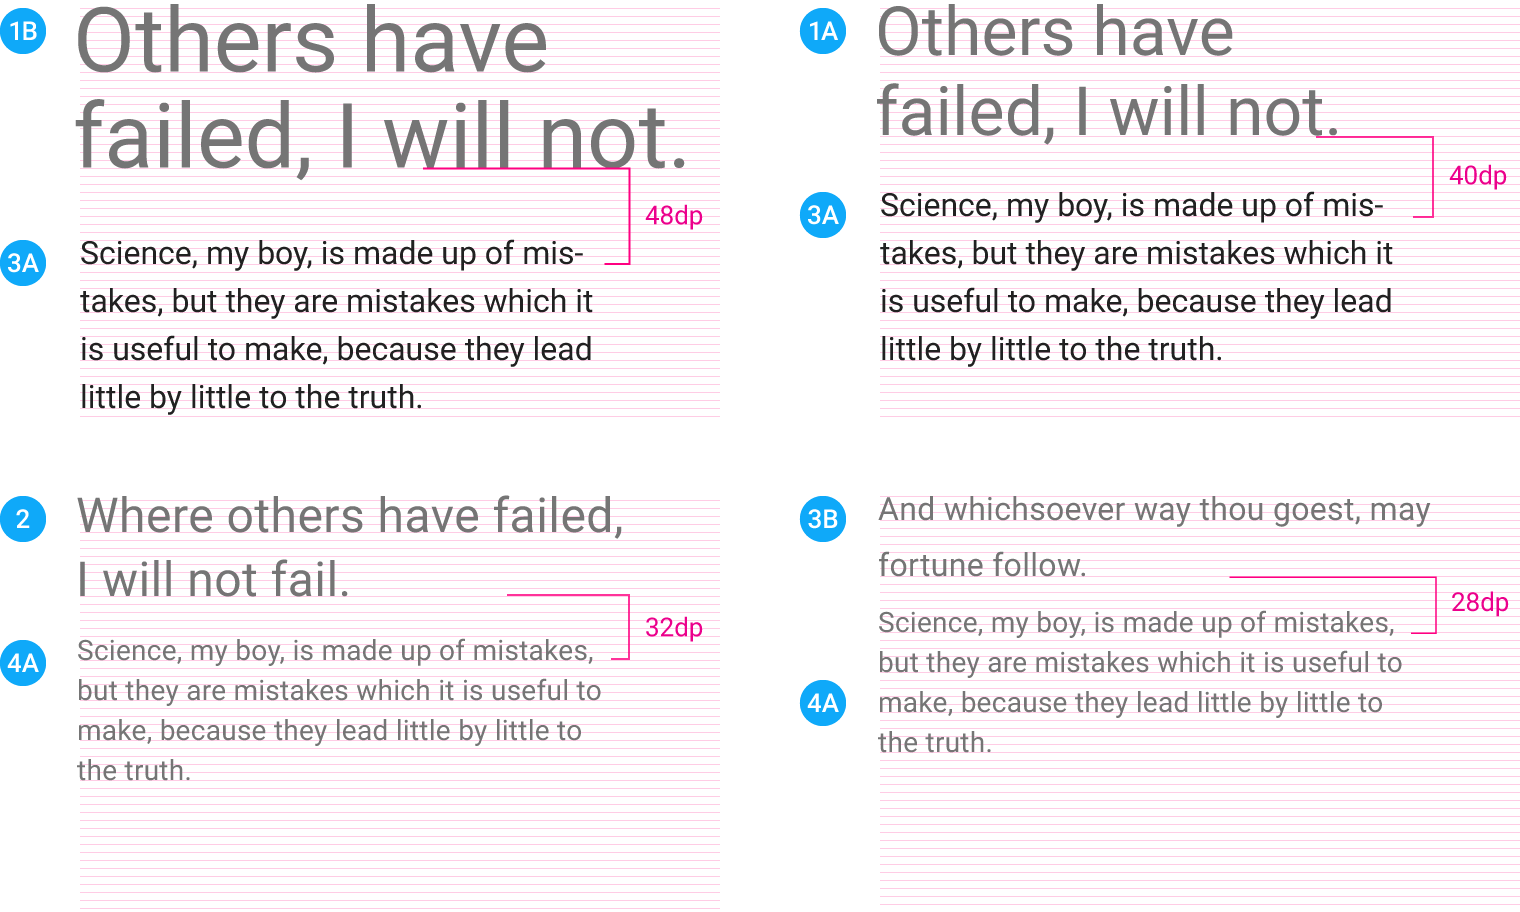 1B
Others have
failed, I will not.
48dp
3A
Science, my boy, is made up of mis-
takes, but they are mistakes which it
is useful to make, because they lead
little by little to the truth.
1A
Others have
failed, I will not.
40dp
3A
Science, my boy, is made up of mis-
takes, but they are mistakes which it
is useful to make, because they lead
little by little to the truth.
2
Where others have failed,
I will not fail.
32dp
4A
Science, my boy, is made up of mistakes,
but they are mistakes which it is useful to
make, because they lead little by little to
the truth.
3B
And whichsoever way thou goest, may
fortune follow.
28dp
4A
Science, my boy, is made up of mistakes,
but they are mistakes which it is useful to
make, because they lead little by little to
the truth.